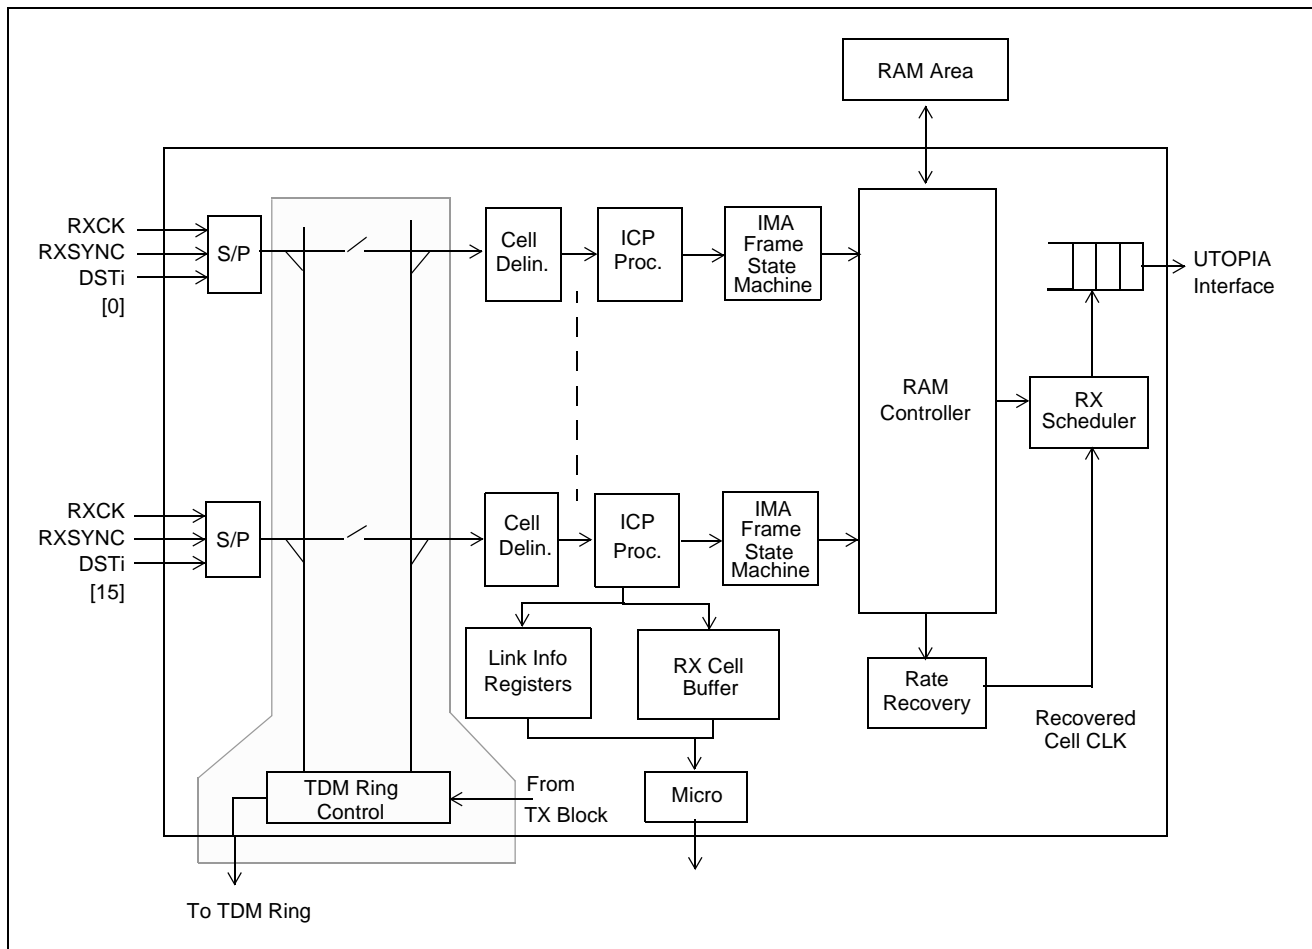 RAM Area
RXCK
RXSYNC
DSTi
[0]
S/P
Cell
Delin.
ICP
Proc.
IMA
Frame
State
Machine
UTOPIA
Interface
RAM
Controller
RX
Scheduler
RXCK
RXSYNC
DSTi
[15]
S/P
Cell
Delin.
ICP
Proc.
IMA
Frame
State
Machine
Link Info
Registers
RX Cell
Buffer
Rate
Recovery
Recovered
Cell CLK
TDM Ring
Control
From
TX Block
Micro
To TDM Ring